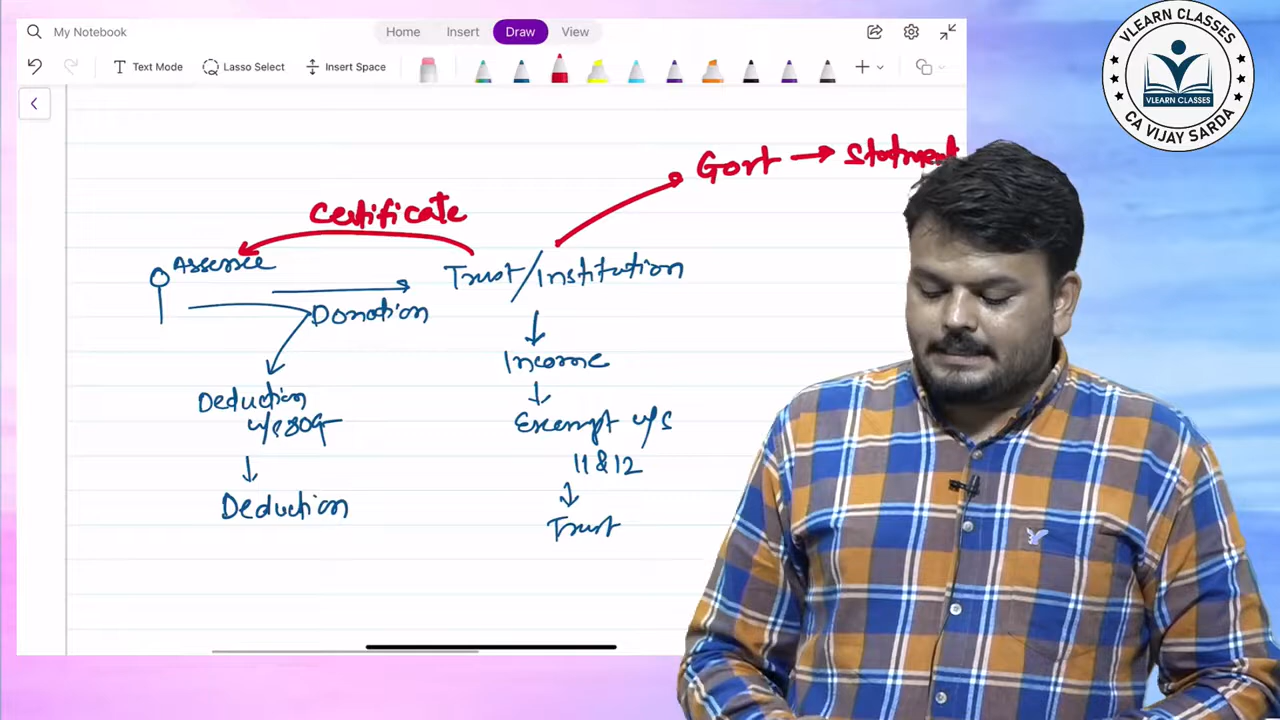 My Notebook
Home Insert Draw View
Text Mode Lasso Select Insert Space
VLEARN CLASSES
VLEARN CLASSES
CA VIJAY SARDA
Govt → Statment
Certificate
Assessee
Trust/Institution
Donation
Income
Deduction
u/s 80G
Exempt u/s
11 & 12
Deduction
Trust